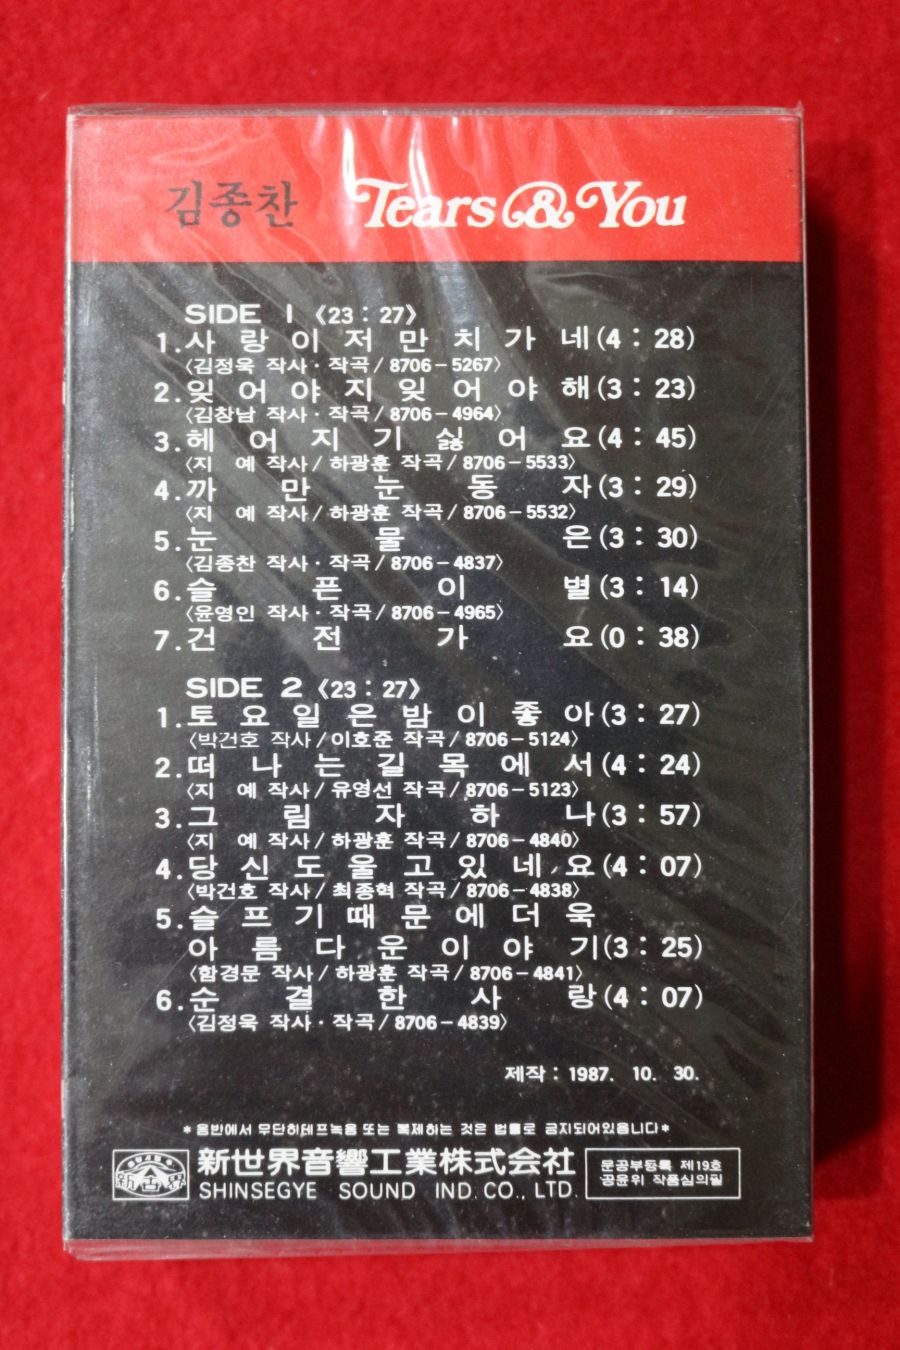 김종찬 Tears & You
SIDE 1 《23 : 27》
1. 사랑이저만치가네 (4 : 28)
〈김정욱 작사 · 작곡 / 8706-5267〉
2. 잊어야지잊어야해 (3 : 23)
〈김창남 작사 · 작곡 / 8706-4964〉
3. 헤어지기싫어요 (4 : 45)
〈지 예 작사 / 하광훈 작곡 / 8706-5533〉
4. 까만눈동자 (3 : 29)
〈지 예 작사 / 하광훈 작곡 / 8706-5532〉
5. 눈물은 (3 : 30)
〈김종찬 작사 · 작곡 / 8706-4837〉
6. 슬픈이별 (3 : 14)
〈윤영인 작사 · 작곡 / 8706-4965〉
7. 건전가요 (0 : 38)
SIDE 2 《23 : 27》
1. 토요일은밤이좋아 (3 : 27)
〈박건호 작사 / 이호준 작곡 / 8706-5124〉
2. 떠나는길목에서 (4 : 24)
〈지 예 작사 / 유영선 작곡 / 8706-5123〉
3. 그림자하나 (3 : 57)
〈지 예 작사 / 하광훈 작곡 / 8706-4840〉
4. 당신도울고있네요 (4 : 07)
〈박건호 작사 / 최종혁 작곡 / 8706-4838〉
5. 슬프기때문에더욱
아름다운이야기 (3 : 25)
〈함경문 작사 / 하광훈 작곡 / 8706-4841〉
6. 순결한사랑 (4 : 07)
〈김정욱 작사 · 작곡 / 8706-4839〉
제작 : 1987. 10. 30.
* 음반에서 무단히테프녹음 또는 복제하는 것은 법률로 금지되어있읍니다 *
新世界音響工業株式会社
SHINSEGYE SOUND IND. CO., LTD.
문공부등록 제19호
공윤위 작품심의필